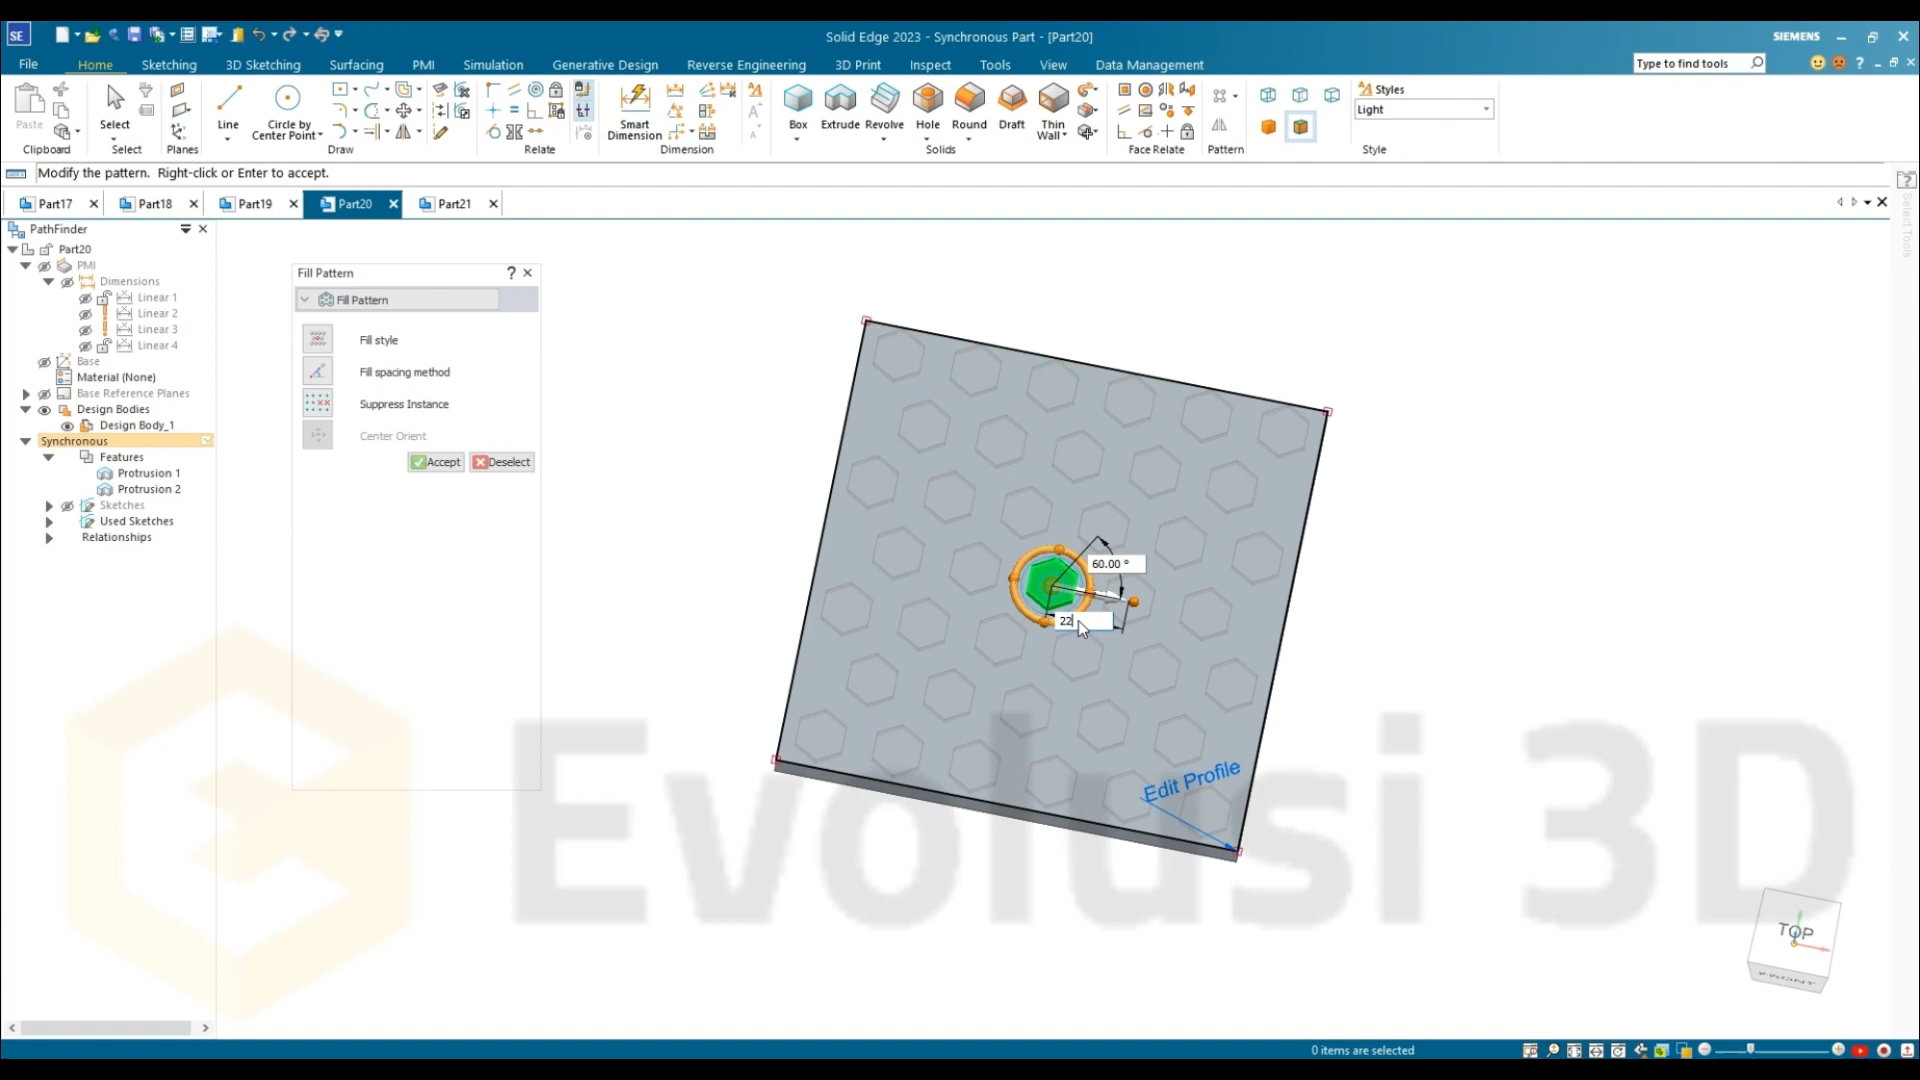 SE
Solid Edge 2023 - Synchronous Part - [Part20]
SIEMENS
File Home Sketching 3D Sketching Surfacing PMI Simulation Generative Design Reverse Engineering 3D Print Inspect Tools View Data Management
Type to find tools
Paste
Clipboard
Select
Select
Planes
Line
Circle by Center Point
Draw
Relate
Smart Dimension
Dimension
Box
Extrude
Revolve
Hole
Round
Draft
Thin Wall
Solids
Face Relate
Pattern
Styles
Light
Style
Modify the pattern. Right-click or Enter to accept.
Part17
Part18
Part19
Part20
Part21
Select Tools
PathFinder
Part20
PMI
Dimensions
Linear 1
Linear 2
Linear 3
Linear 4
Base
Material (None)
Base Reference Planes
Design Bodies
Design Body_1
Synchronous
Features
Protrusion 1
Protrusion 2
Sketches
Used Sketches
Relationships
Fill Pattern
?
Fill Pattern
Fill style
Fill spacing method
Suppress Instance
Center Orient
Accept
Deselect
60.00 °
22
Edit Profile
Evolusi 3D
TOP
FRONT
0 items are selected